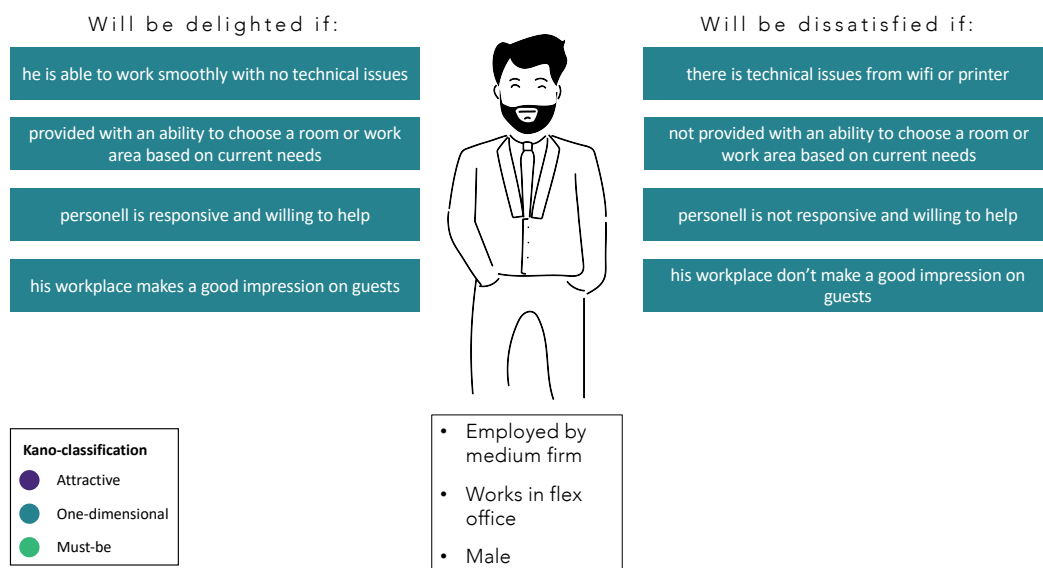 Will be delighted if:
he is able to work smoothly with no technical issues
provided with an ability to choose a room or work
area based on current needs
personell is responsive and willing to help
his workplace makes a good impression on guests
Will be dissatisfied if:
there is technical issues from wifi or printer
not provided with an ability to choose a room or
work area based on current needs
personell is not responsive and willing to help
his workplace don’t make a good impression on
guests
Kano-classification
Attractive
One-dimensional
Must-be
• Employed by
medium firm
• Works in flex
office
• Male